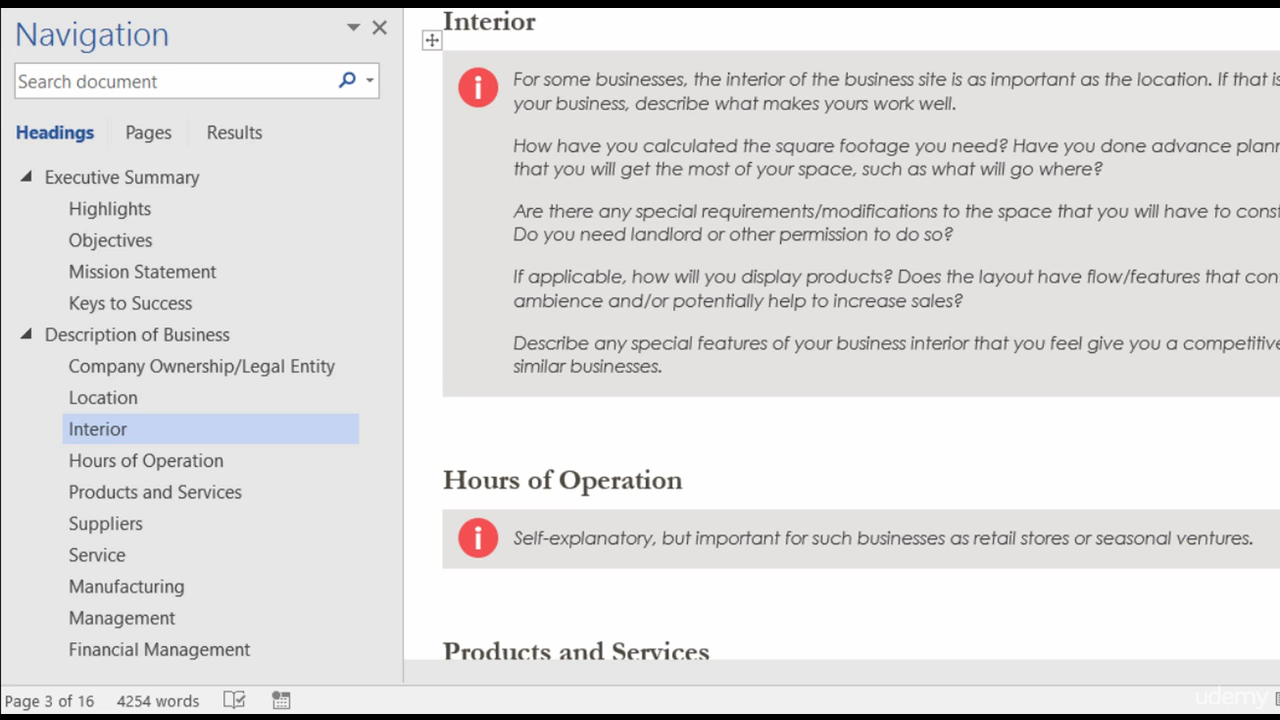 Navigation
Search document
Headings Pages Results
Executive Summary
Highlights
Objectives
Mission Statement
Keys to Success
Description of Business
Company Ownership/Legal Entity
Location
Interior
Hours of Operation
Products and Services
Suppliers
Service
Manufacturing
Management
Financial Management
Interior
i
For some businesses, the interior of the business site is as important as the location. If that is
your business, describe what makes yours work well.
How have you calculated the square footage you need? Have you done advance plann
that you will get the most of your space, such as what will go where?
Are there any special requirements/modifications to the space that you will have to const
Do you need landlord or other permission to do so?
If applicable, how will you display products? Does the layout have flow/features that con
ambience and/or potentially help to increase sales?
Describe any special features of your business interior that you feel give you a competitive
similar businesses.
Hours of Operation
i
Self-explanatory, but important for such businesses as retail stores or seasonal ventures.
Products and Services
Page 3 of 16 4254 words
udemy